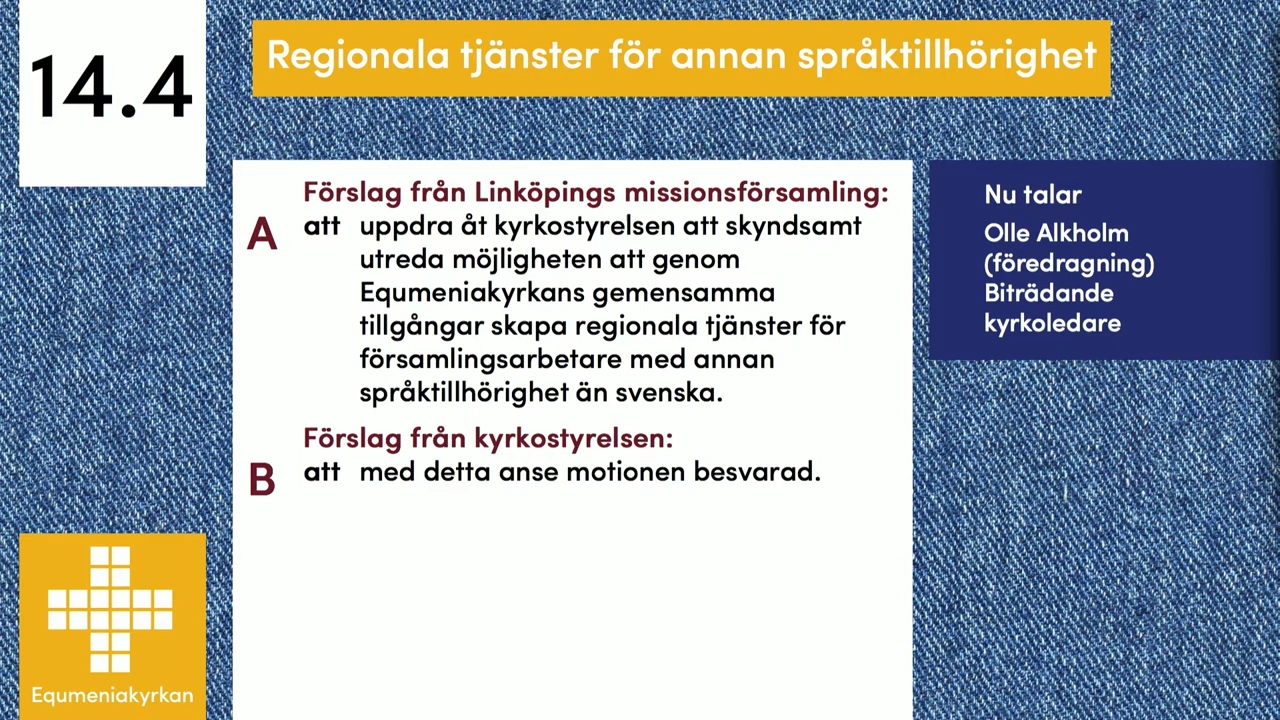 14.4
Regionala tjänster för annan språktillhörighet
Förslag från Linköpings missionsförsamling:
A
att uppdra åt kyrkostyrelsen att skyndsamt
utreda möjligheten att genom
Equmeniakyrkans gemensamma
tillgångar skapa regionala tjänster för
församlingsarbetare med annan
språktillhörighet än svenska.
Förslag från kyrkostyrelsen:
B
att med detta anse motionen besvarad.
Nu talar
Olle Alkholm
(föredragning)
Biträdande
kyrkoledare
Equmeniakyrkan